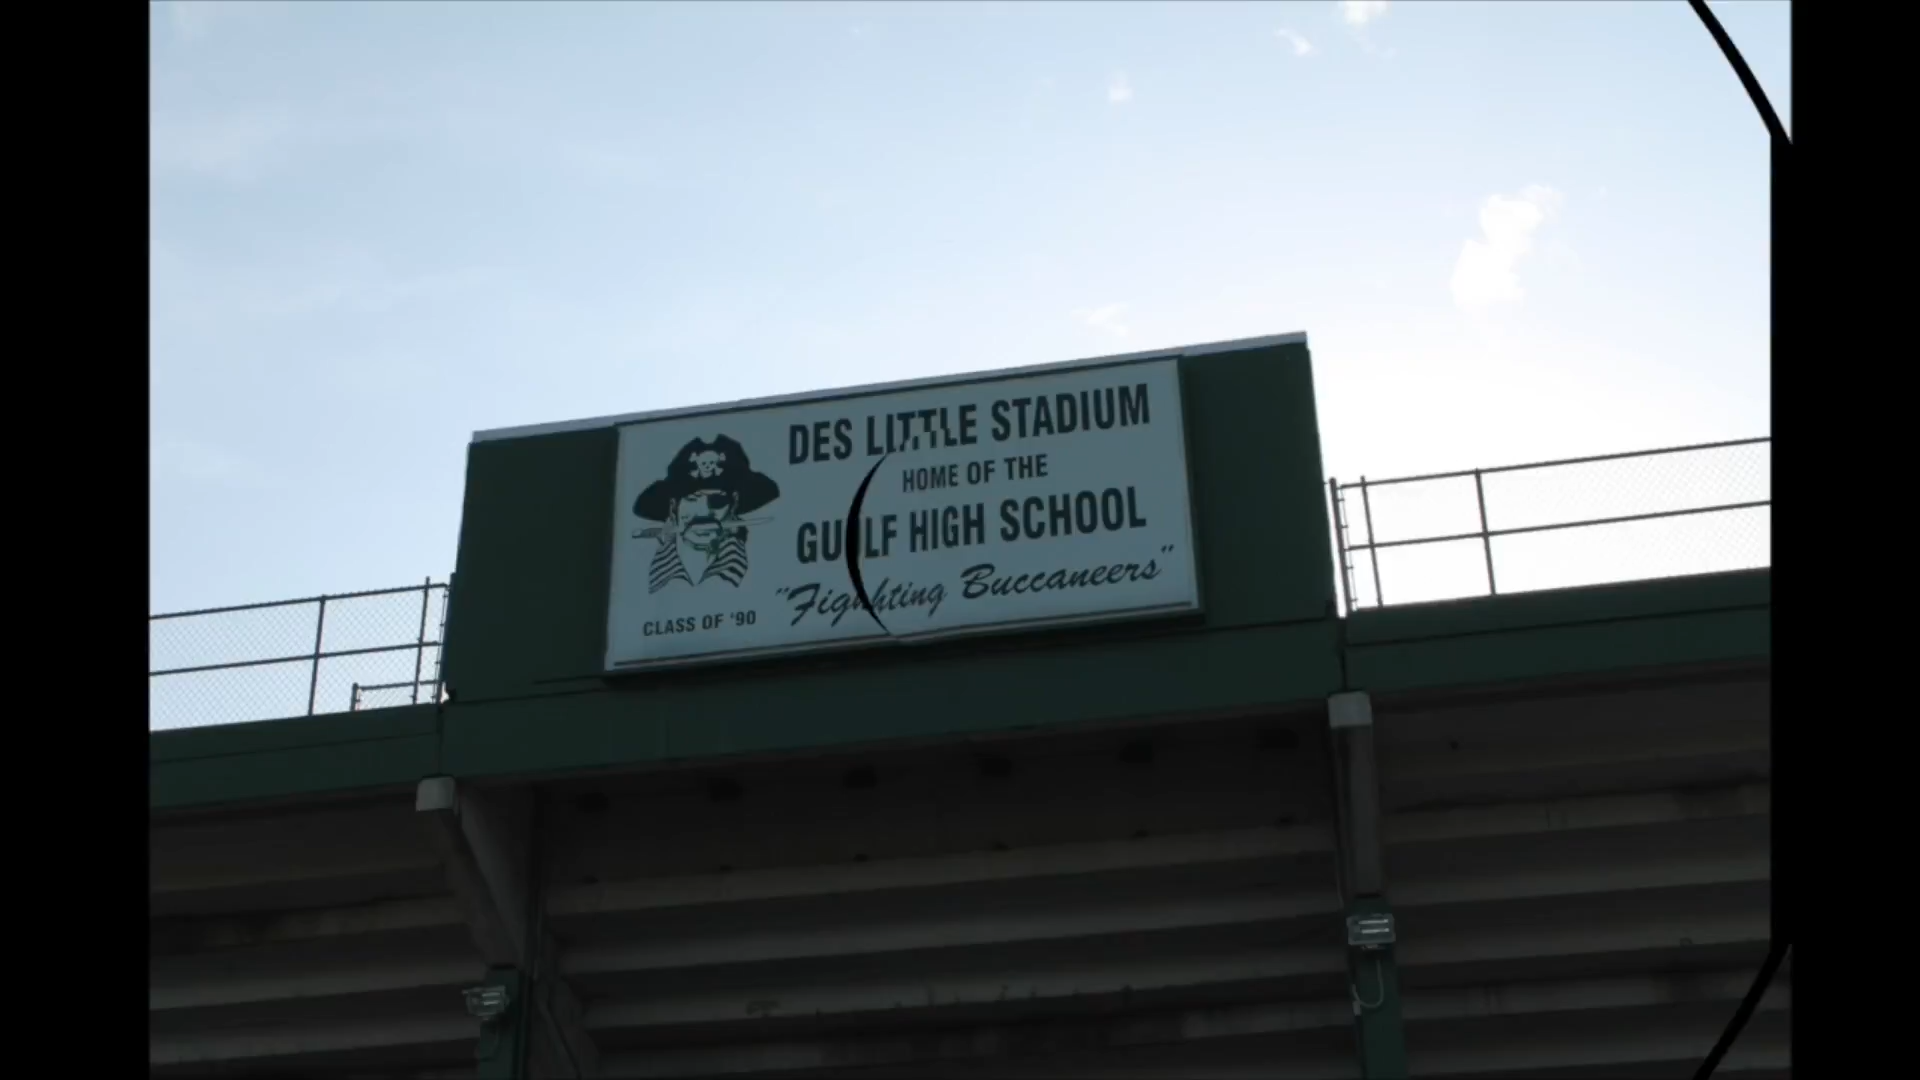 DES LITTLE STADIUM
HOME OF THE
GULF HIGH SCHOOL
"Fighting Buccaneers"
CLASS OF '90